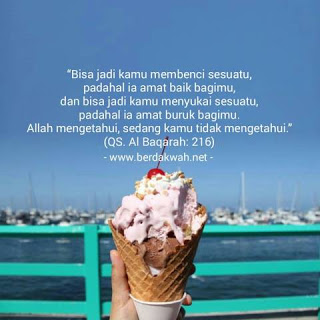 “Bisa jadi kamu membenci sesuatu,
padahal ia amat baik bagimu,
dan bisa jadi kamu menyukai sesuatu,
padahal ia amat buruk bagimu.
Allah mengetahui, sedang kamu tidak mengetahui.”
(QS. Al Baqarah: 216)
- www.berdakwah.net -